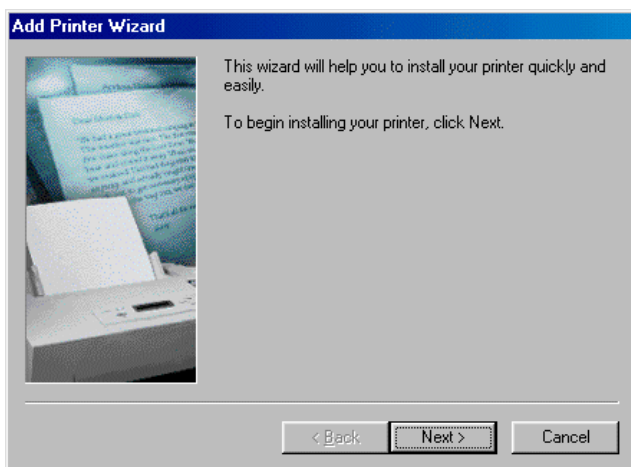 Add Printer Wizard
This wizard will help you to install your printer quickly and
easily.
To begin installing your printer, click Next.
< Back
Next >
Cancel